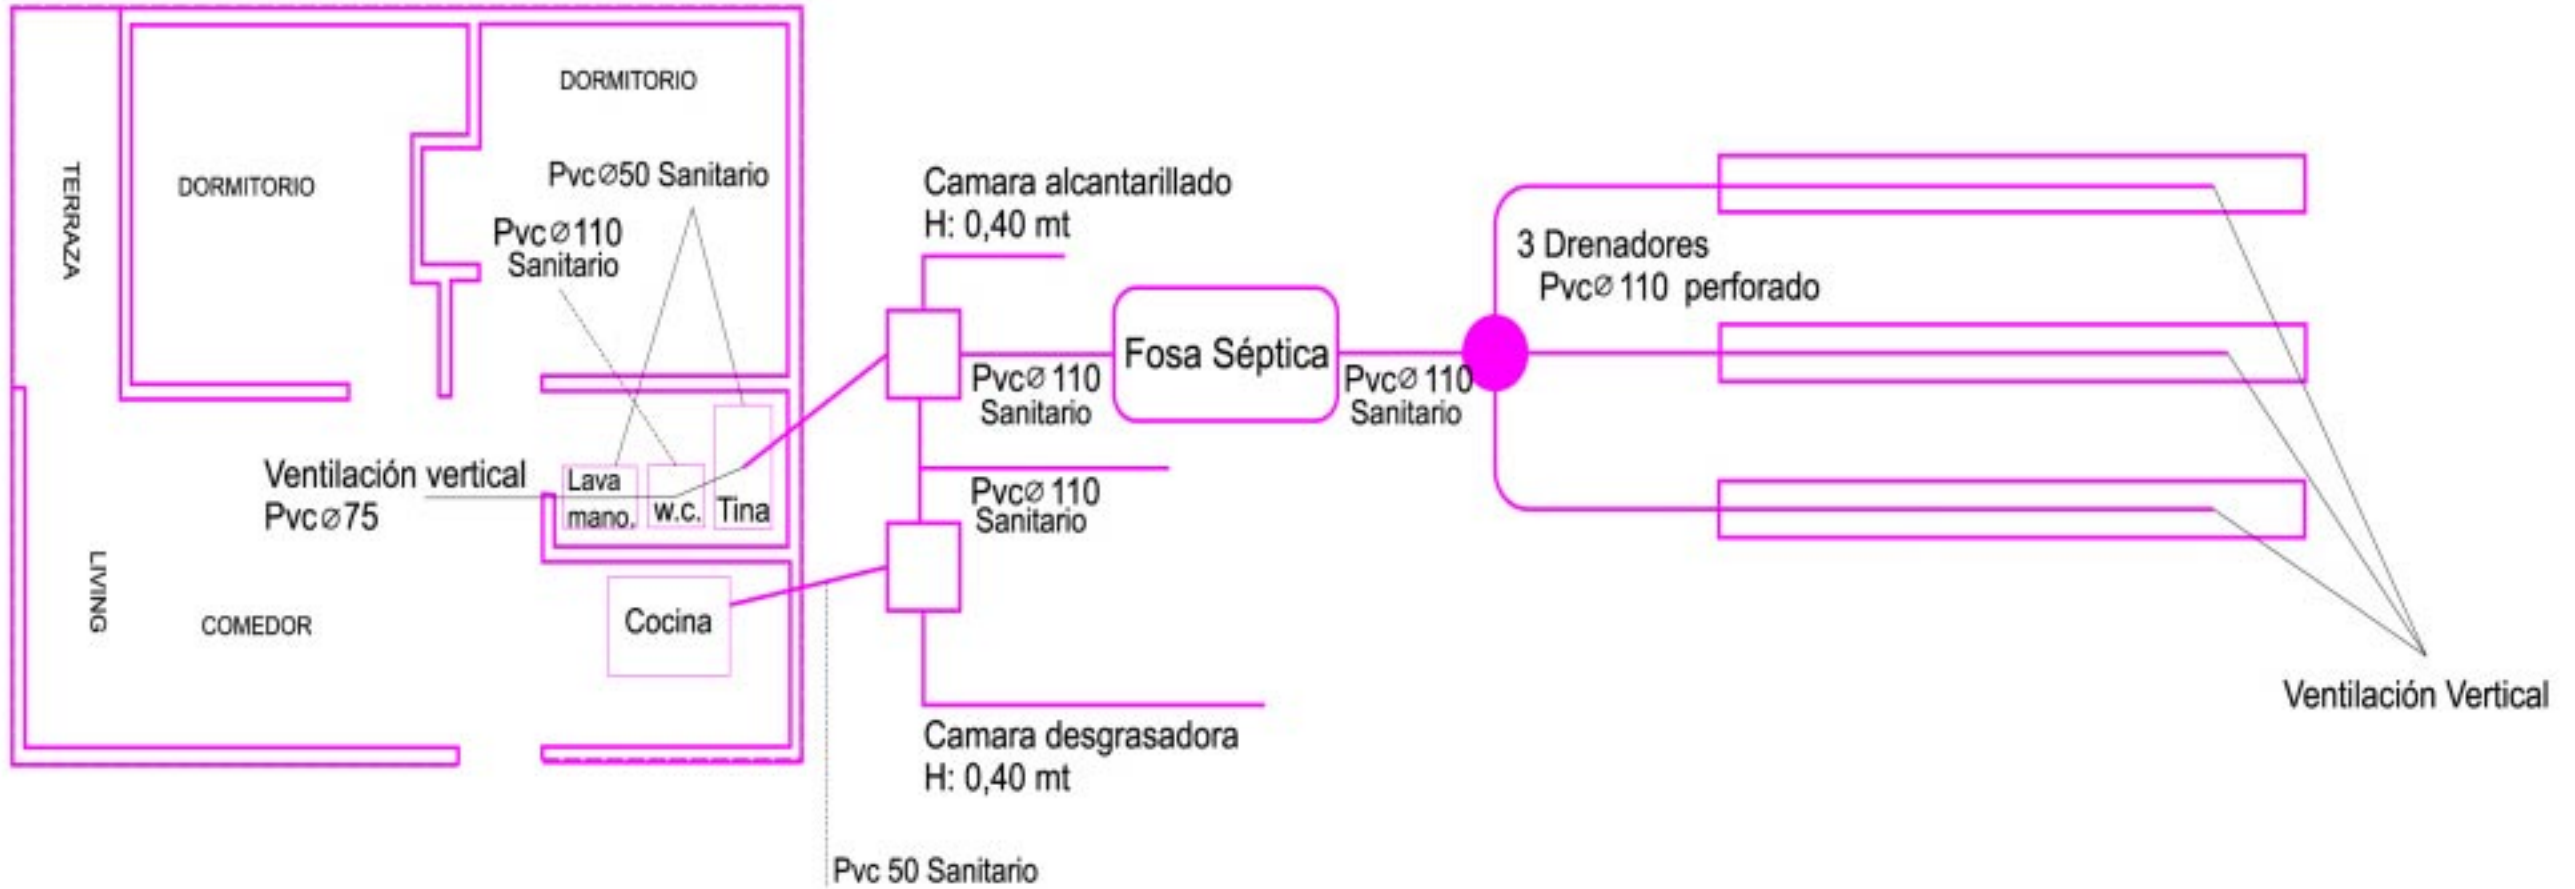 DORMITORIO
DORMITORIO
TERRAZA
Pvc∅50 Sanitario
Pvc∅110
Sanitario
Ventilación vertical
Pvc∅75
Lava
mano.
w.c.
Tina
LIVING
COMEDOR
Cocina
Camara alcantarillado
H: 0,40 mt
Pvc∅ 110
Sanitario
Fosa Séptica
Pvc∅ 110
Sanitario
Pvc∅ 110
Sanitario
Camara desgrasadora
H: 0,40 mt
Pvc 50 Sanitario
3 Drenadores
Pvc∅ 110 perforado
Ventilación Vertical